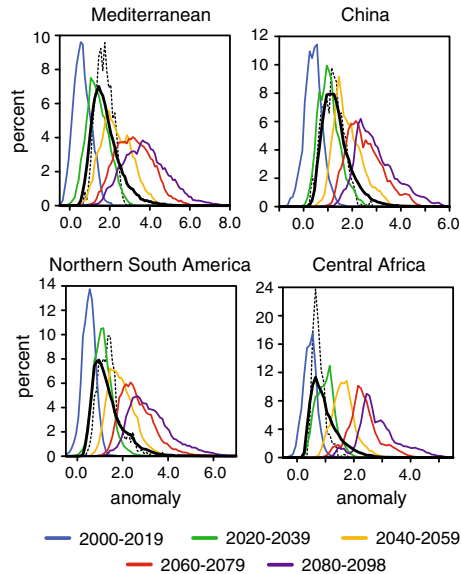 Mediterranean
China
percent
10
8
6
4
2
0
0.0 2.0 4.0 6.0 8.0
12
10
8
6
4
2
0
0.0 2.0 4.0 6.0
Northern South America
Central Africa
percent
14
12
10
8
6
4
2
0
0.0 2.0 4.0 6.0
24
20
16
12
8
4
0
0.0 2.0 4.0
anomaly
anomaly
2000-2019 2020-2039 2040-2059
2060-2079 2080-2098